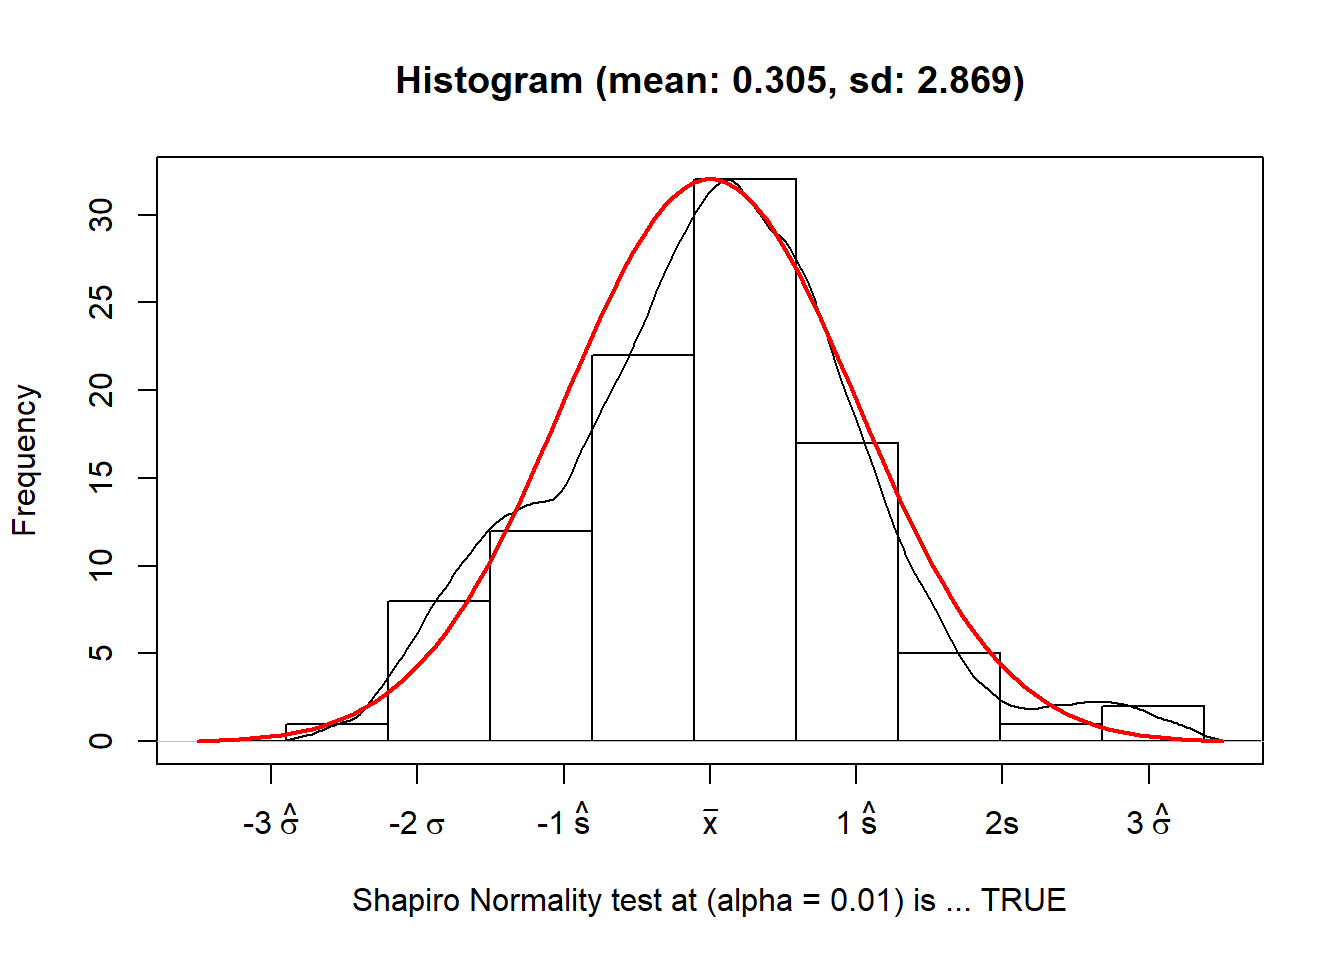 Histogram (mean: 0.305, sd: 2.869)
Frequency
30
25
20
15
10
5
0
-3 σ̂ -2 σ -1 ŝ x̄ 1 ŝ 2s 3 σ̂
Shapiro Normality test at (alpha = 0.01) is ... TRUE